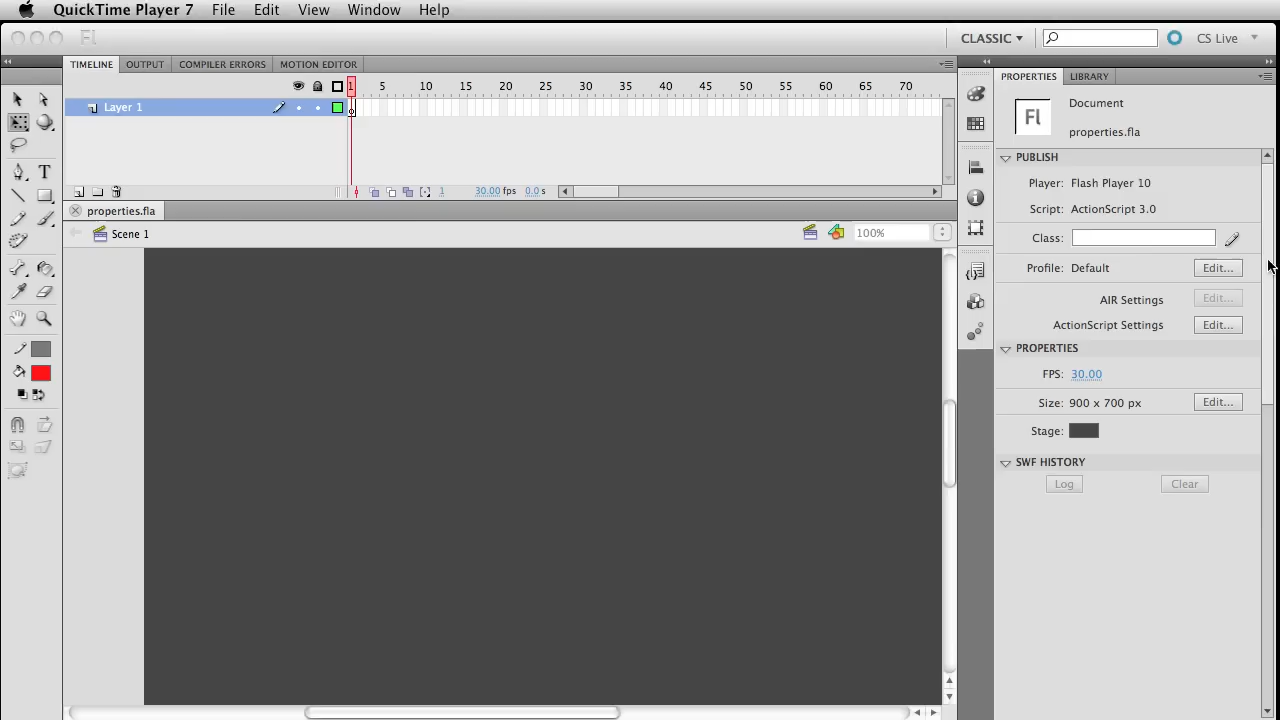 QuickTime Player 7 File Edit View Window Help
Fl CLASSIC CS Live
TIMELINE OUTPUT COMPILER ERRORS MOTION EDITOR
1 5 10 15 20 25 30 35 40 45 50 55 60 65 70
Layer 1
1 30.00 fps 0.0 s
properties.fla
Scene 1 100%
T
PROPERTIES LIBRARY
Fl
Document
properties.fla
PUBLISH
Player: Flash Player 10
Script: ActionScript 3.0
Class:
Profile: Default Edit...
AIR Settings Edit...
ActionScript Settings Edit...
PROPERTIES
FPS: 30.00
Size: 900 x 700 px Edit...
Stage:
SWF HISTORY
Log Clear